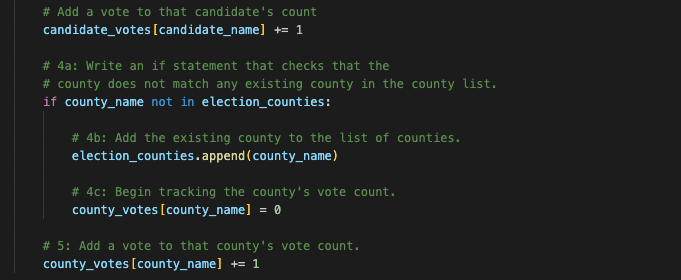 # Add a vote to that candidate's count
candidate_votes[candidate_name] += 1
# 4a: Write an if statement that checks that the
# county does not match any existing county in the county list.
if county_name not in election_counties:
# 4b: Add the existing county to the list of counties.
election_counties.append(county_name)
# 4c: Begin tracking the county's vote count.
county_votes[county_name] = 0
# 5: Add a vote to that county's vote count.
county_votes[county_name] += 1